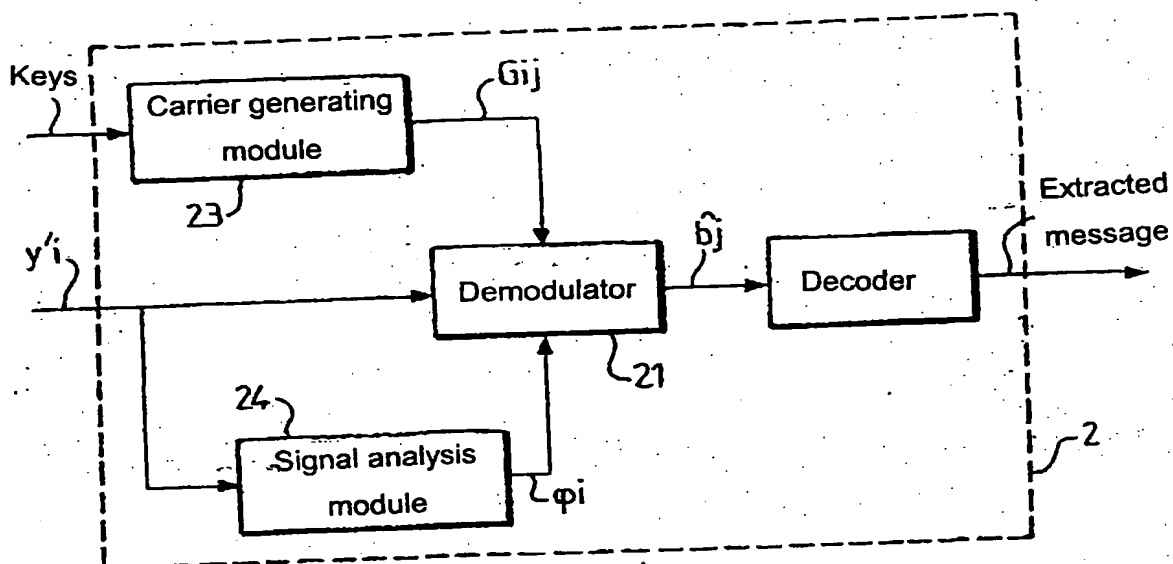 Keys
Carrier generating
module
23
Gij
y'i
Demodulator
21
b̂j
Decoder
Extracted
message
24
Signal analysis
module
φi
2